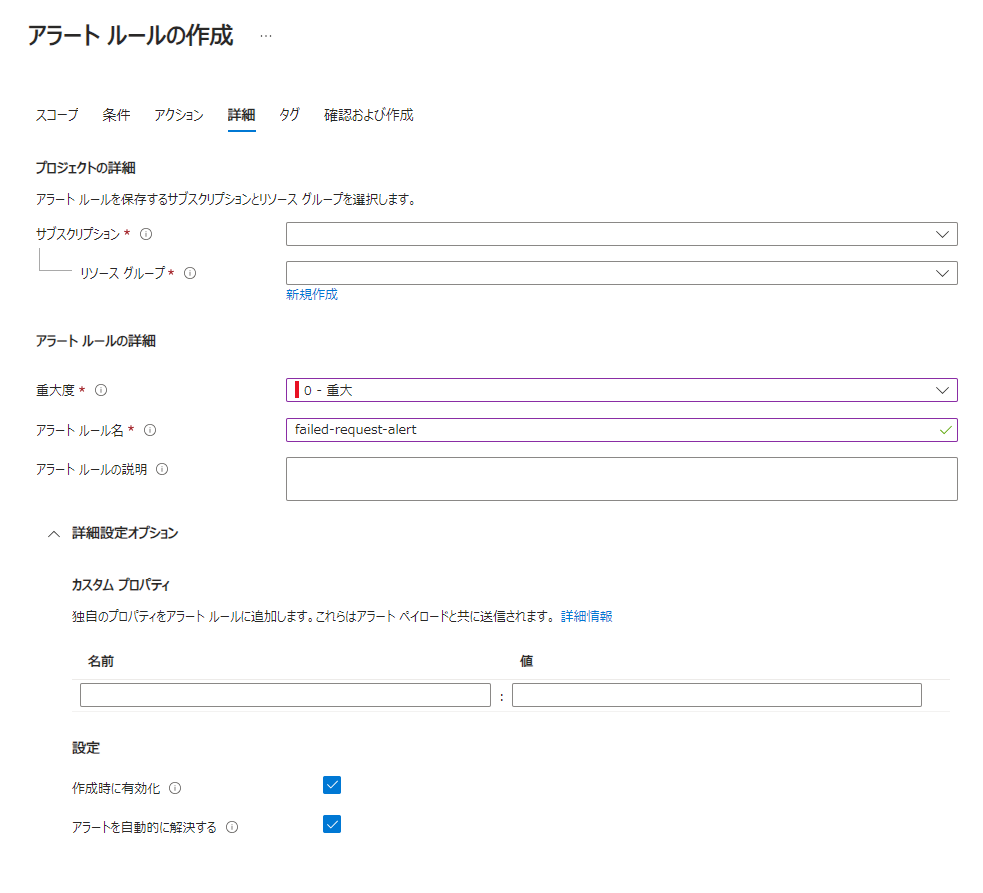 アラート ルールの作成 …
スコープ 条件 アクション 詳細 タグ 確認および作成
プロジェクトの詳細
アラート ルールを保存するサブスクリプションとリソース グループを選択します。
サブスクリプション *
リソース グループ *
新規作成
アラート ルールの詳細
重大度 * 0 - 重大
アラート ルール名 * failed-request-alert
アラート ルールの説明
詳細設定オプション
カスタム プロパティ
独自のプロパティをアラート ルールに追加します。これらはアラート ペイロードと共に送信されます。 詳細情報
名前 値
:
設定
作成時に有効化
アラートを自動的に解決する